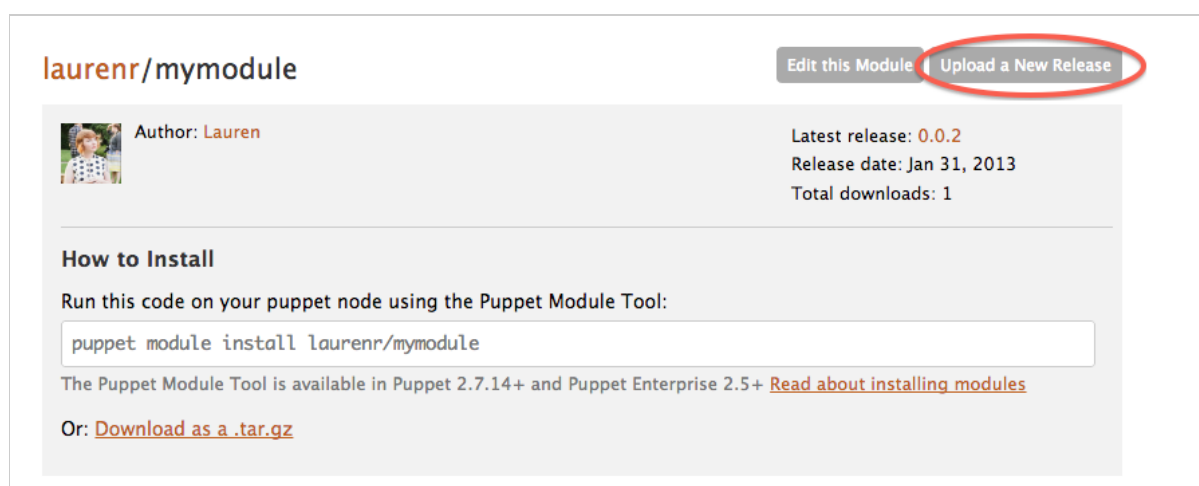 laurenr/mymodule
Edit this Module
Upload a New Release
Author: Lauren
Latest release: 0.0.2
Release date: Jan 31, 2013
Total downloads: 1
How to Install
Run this code on your puppet node using the Puppet Module Tool:
puppet module install laurenr/mymodule
The Puppet Module Tool is available in Puppet 2.7.14+ and Puppet Enterprise 2.5+ Read about installing modules
Or: Download as a .tar.gz